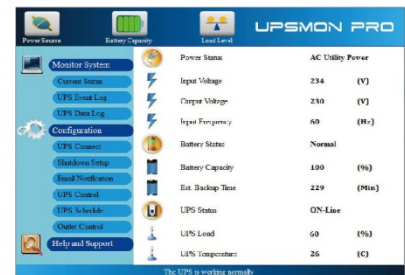 UPSMON PRO
Power Source Battery Capacity Load Level
Monitor System
Current Status
UPS Event Log
UPS Data Log
Configuration
UPS Connect
Shutdown Setup
Email Notification
UPS Control
UPS Schedule
Outlet Control
Help and Support
Power Status AC Utility Power
Input Voltage 234 (V)
Output Voltage 230 (V)
Input Frequency 60 (Hz)
Battery Status Normal
Battery Capacity 100 (%)
Est. Backup Time 229 (Min)
UPS Status ON-Line
UPS Load 60 (%)
UPS Temperature 26 (C)
The UPS is working normally